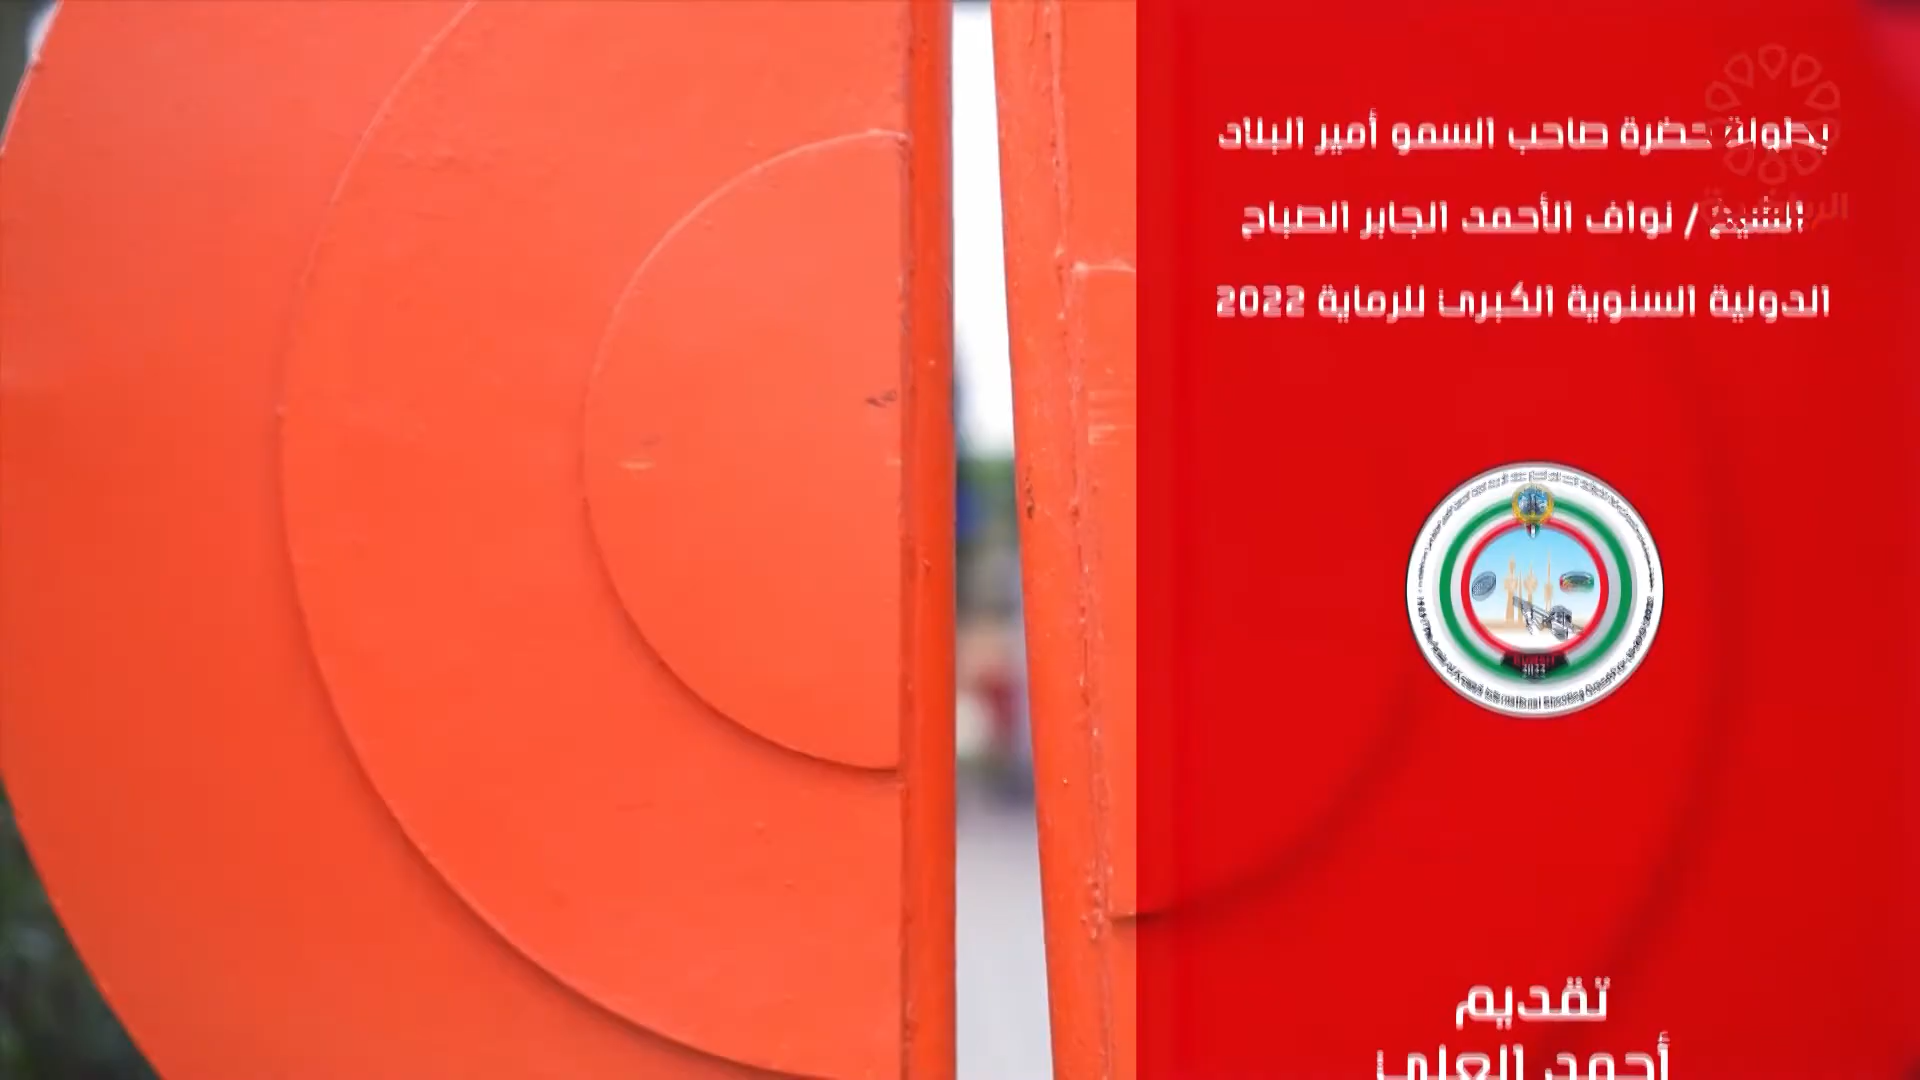 بطولة حضرة صاحب السمو أمير البلاد
الشيخ / نواف الأحمد الجابر الصباح
الدولية السنوية الكبرى للرماية 2022
الرياضية
تقديم
أحمد العلي